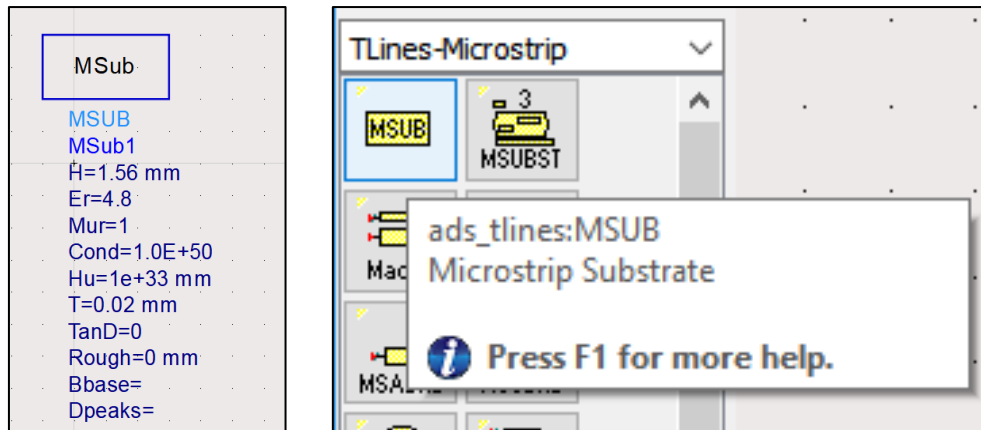 MSub
MSUB
MSub1
H=1.56 mm
Er=4.8
Mur=1
Cond=1.0E+50
Hu=1e+33 mm
T=0.02 mm
TanD=0
Rough=0 mm
Bbase=
Dpeaks=
TLines-Microstrip
MSUB
3
MSUBST
ads_tlines:MSUB
Microstrip Substrate
Press F1 for more help.